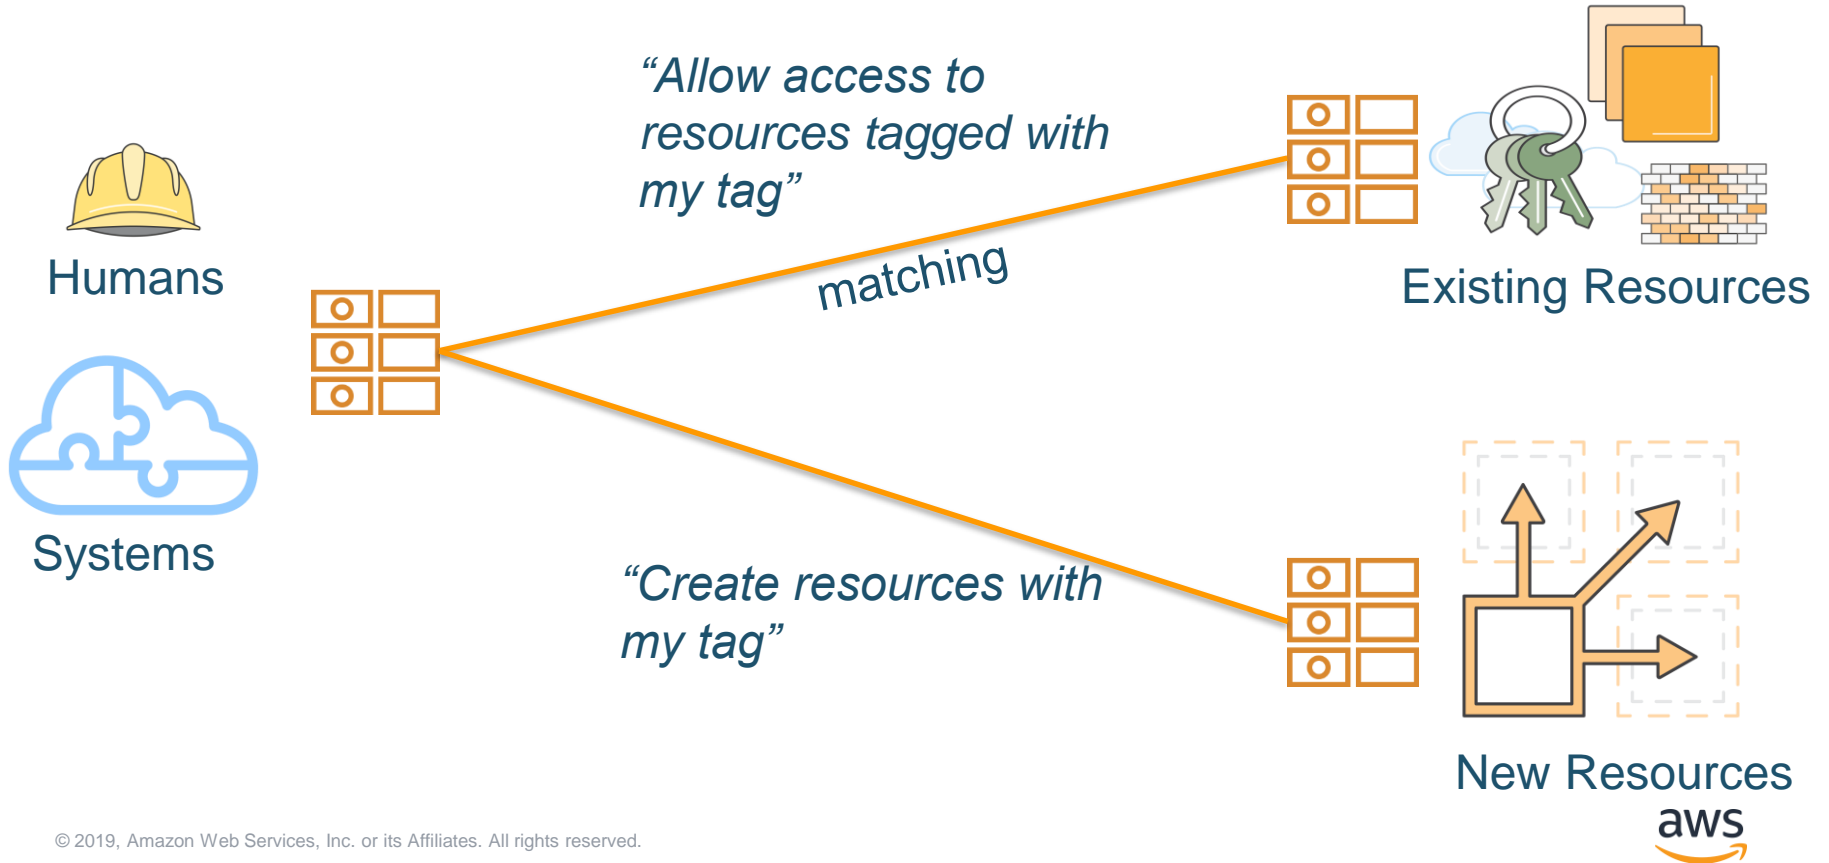 “Allow access to
resources tagged with
my tag”
Humans
matching
Existing Resources
Systems
“Create resources with
my tag”
New Resources
© 2019, Amazon Web Services, Inc. or its Affiliates. All rights reserved.
aws